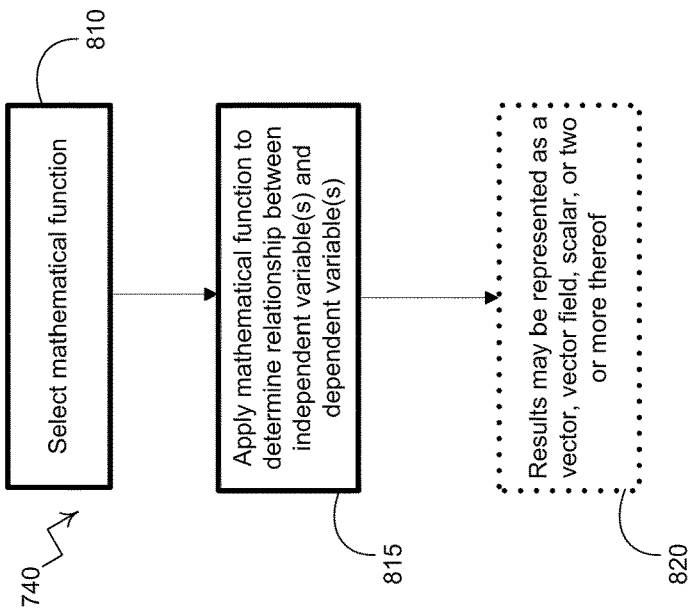 740
810
Select mathematical function
Apply mathematical function to
determine relationship between
independent variable(s) and
dependent variable(s)
815
Results may be represented as a
vector, vector field, scalar, or two
or more thereof
820